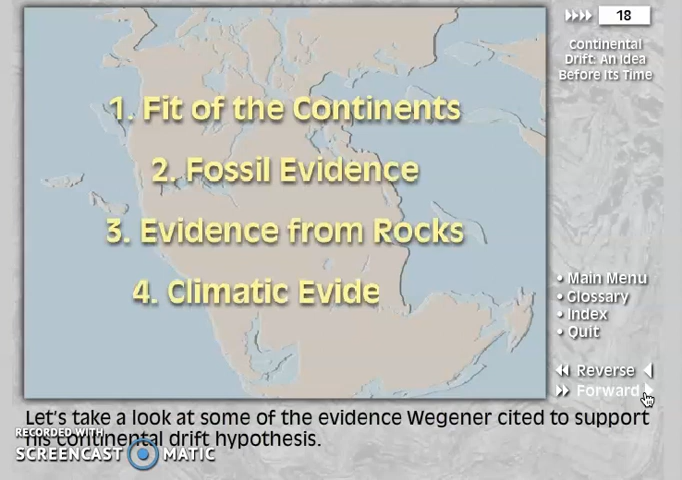 18
Continental
Drift: An Idea
Before Its Time
1. Fit of the Continents
2. Fossil Evidence
3. Evidence from Rocks
4. Climatic Evide
• Main Menu
• Glossary
• Index
• Quit
Reverse
Forward
Let's take a look at some of the evidence Wegener cited to support
his continental drift hypothesis.
RECORDED WITH
SCREENCAST MATIC